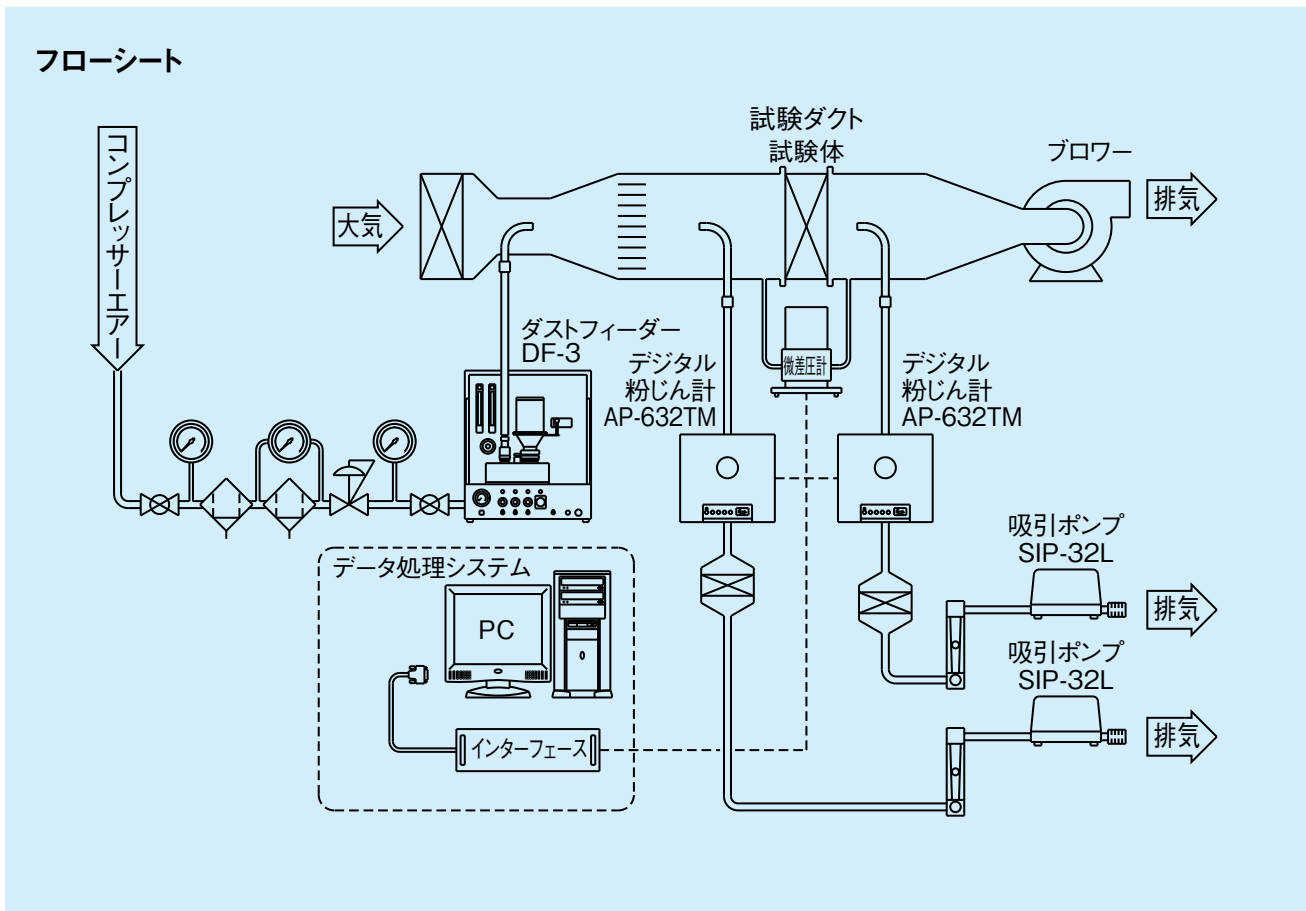 フローシート
コンプレッサーエアー
大気
試験ダクト
試験体
ブロワー
排気
ダストフィーダー
DF-3
デジタル
粉じん計
AP-632TM
微差圧計
デジタル
粉じん計
AP-632TM
データ処理システム
PC
インターフェース
吸引ポンプ
SIP-32L
排気
吸引ポンプ
SIP-32L
排気